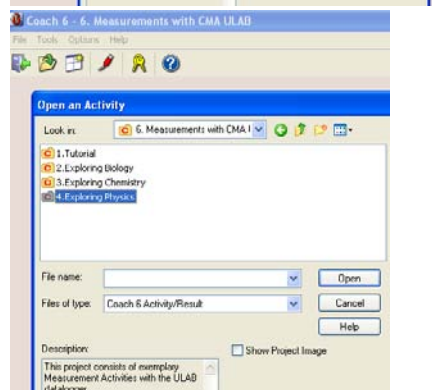 Coach 6 - 6. Measurements with CMA ULAB
File Tools Options Help
Open an Activity
Look in: 6. Measurements with CMA
1.Tutorial
2.Exploring Biology
3.Exploring Chemistry
4.Exploring Physics
File name: Open
Files of type: Coach 6 Activity/Result Cancel
Help
Description: Show Project Image
This project consists of exemplary
Measurement Activities with the ULAB
datalogger.